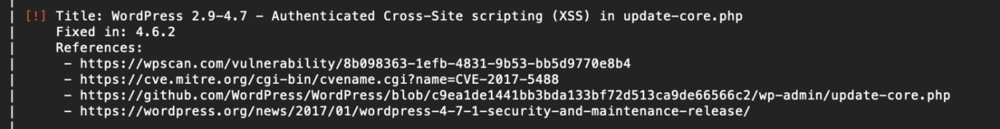 | [!] Title: WordPress 2.9-4.7 - Authenticated Cross-Site scripting (XSS) in update-core.php
|     Fixed in: 4.6.2
|     References:
|      - https://wpscan.com/vulnerability/8b098363-1efb-4831-9b53-bb5d9770e8b4
|      - https://cve.mitre.org/cgi-bin/cvename.cgi?name=CVE-2017-5488
|      - https://github.com/WordPress/WordPress/blob/c9ea1de1441bb3bda133bf72d513ca9de66566c2/wp-admin/update-core.php
|      - https://wordpress.org/news/2017/01/wordpress-4-7-1-security-and-maintenance-release/
|